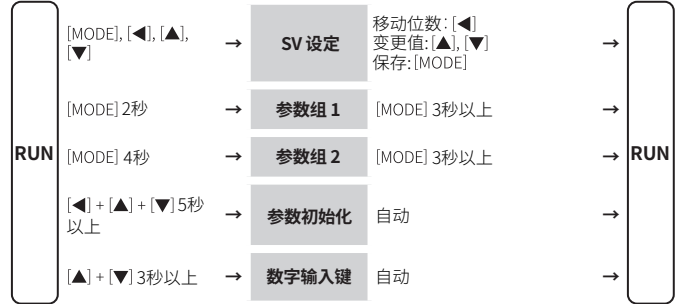 RUN
[MODE], [◀], [▲], [▼]
→
SV 设定
移动位数: [◀]
变更值: [▲], [▼]
保存: [MODE]
→
[MODE] 2秒
→
参数组 1
[MODE] 3秒以上
→
[MODE] 4秒
→
参数组 2
[MODE] 3秒以上
→
[◀] + [▲] + [▼] 5秒
以上
→
参数初始化
自动
→
[▲] + [▼] 3秒以上
→
数字输入键
自动
→
RUN